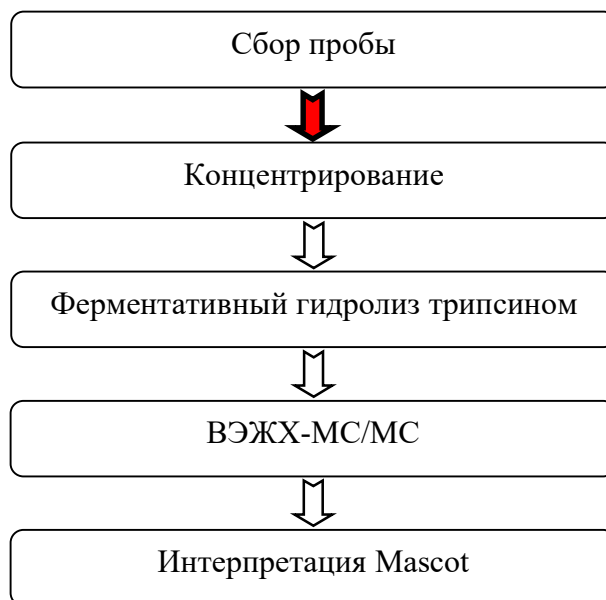 Сбор пробы
Концентрирование
Ферментативный гидролиз трипсином
ВЭЖХ-МС/МС
Интерпретация Mascot